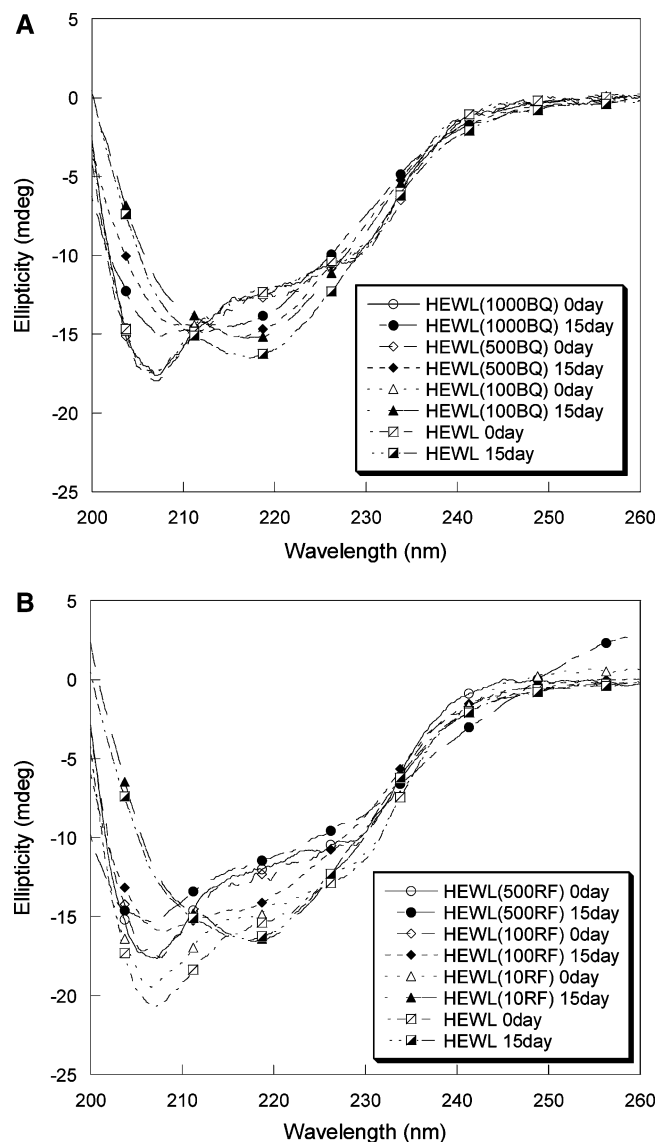 A
5
0
-5
-10
-15
-20
-25
Ellipticity (mdeg)
HEWL(1000BQ) 0day
HEWL(1000BQ) 15day
HEWL(500BQ) 0day
HEWL(500BQ) 15day
HEWL(100BQ) 0day
HEWL(100BQ) 15day
HEWL 0day
HEWL 15day
200 210 220 230 240 250 260
Wavelength (nm)
B
5
0
-5
-10
-15
-20
-25
Ellipticity (mdeg)
HEWL(500RF) 0day
HEWL(500RF) 15day
HEWL(100RF) 0day
HEWL(100RF) 15day
HEWL(10RF) 0day
HEWL(10RF) 15day
HEWL 0day
HEWL 15day
200 210 220 230 240 250 260
Wavelength (nm)